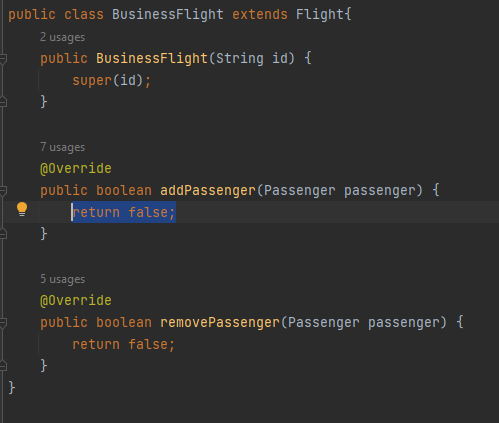 public class BusinessFlight extends Flight{
2 usages
public BusinessFlight(String id) {
super(id);
}
7 usages
@Override
public boolean addPassenger(Passenger passenger) {
return false;
}
5 usages
@Override
public boolean removePassenger(Passenger passenger) {
return false;
}
}